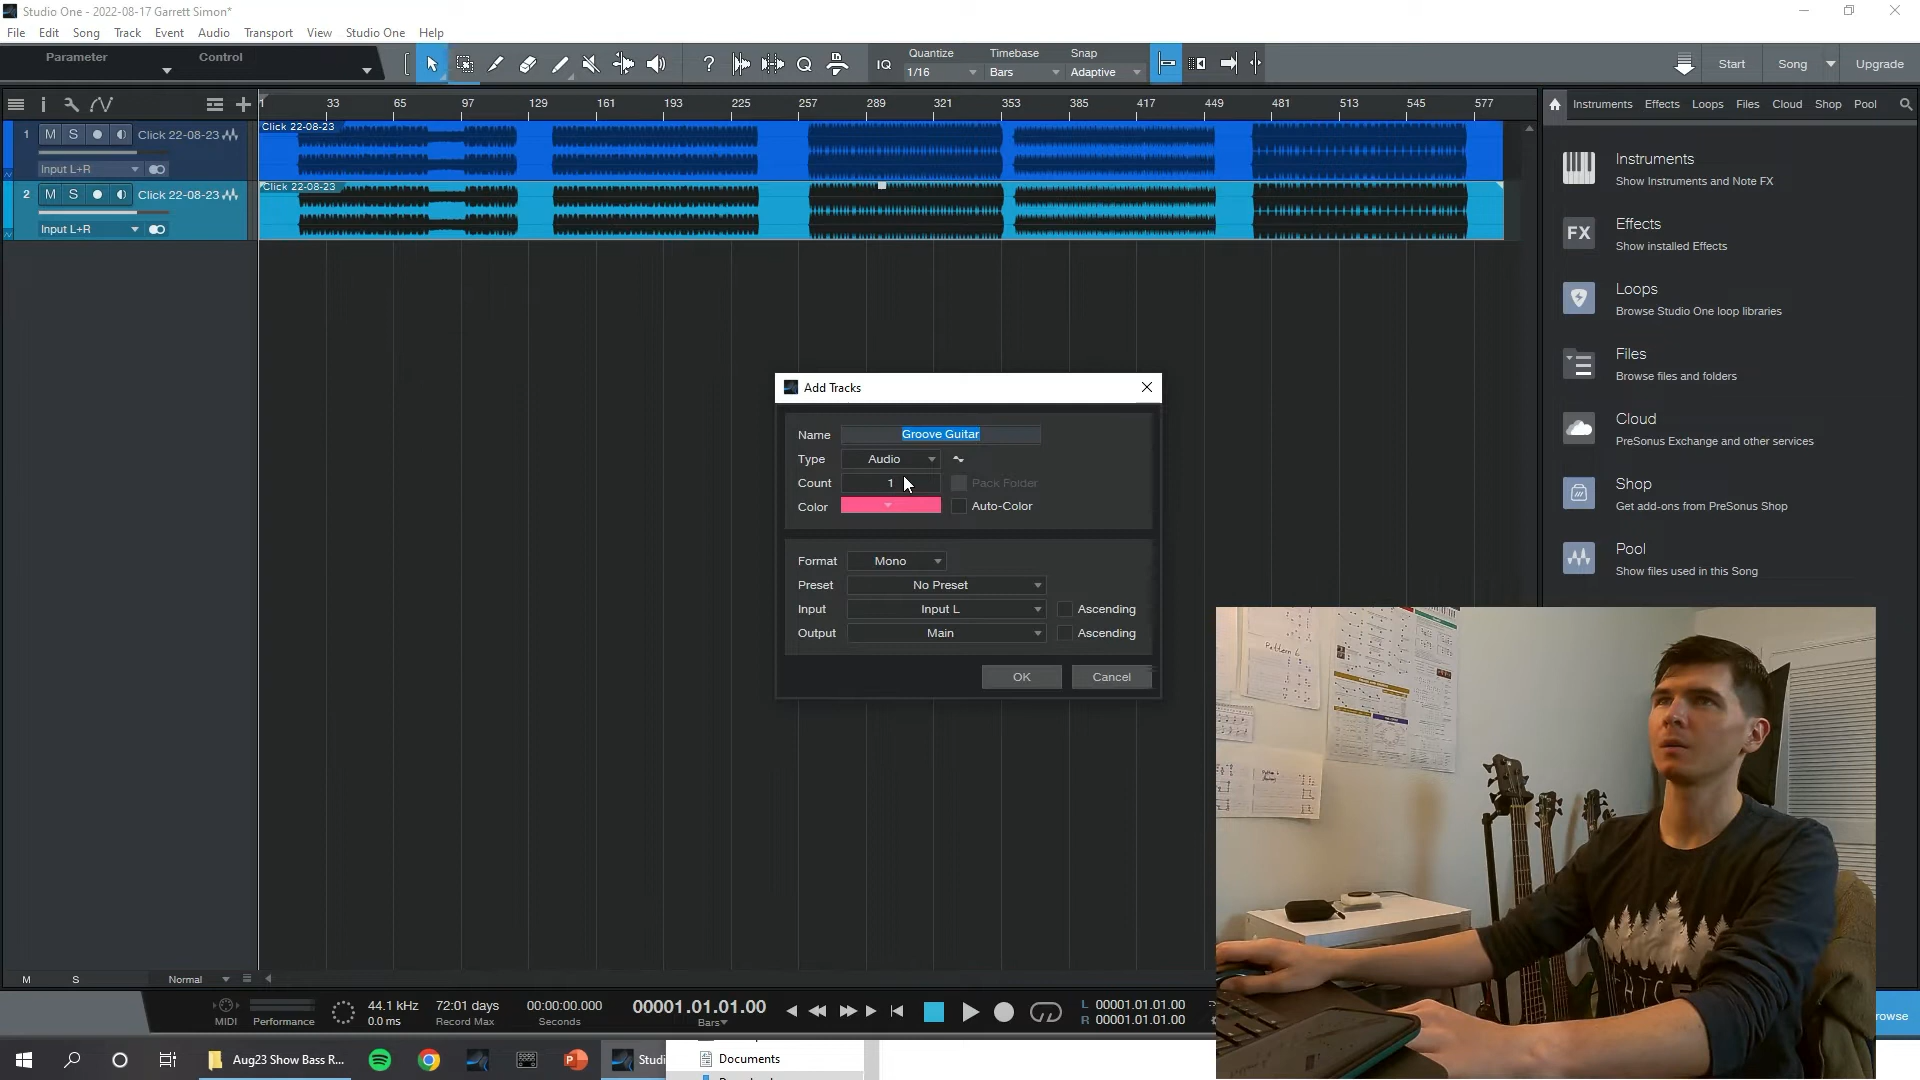 Studio One - 2022-08-17 Garrett Simon*
File Edit Song Track Event Audio Transport View Studio One Help
Parameter Control
IQ Quantize Timebase Snap
1/16 Bars Adaptive
Start Song Upgrade
1 33 65 97 129 161 193 225 257 289 321 353 385 417 449 481 513 545 577
Instruments Effects Loops Files Cloud Shop Pool
1 M S Click 22-08-23
Input L+R
Click 22-08-23
2 M S Click 22-08-23
Input L+R
Click 22-08-23
Instruments
Show Instruments and Note FX
FX
Effects
Show installed Effects
Loops
Browse Studio One loop libraries
Files
Browse files and folders
Cloud
PreSonus Exchange and other services
Shop
Get add-ons from PreSonus Shop
Pool
Show files used in this Song
Add Tracks
Name Groove Guitar
Type Audio
Count 1 Pack Folder
Color Auto-Color
Format Mono
Preset No Preset
Input Input L Ascending
Output Main Ascending
OK Cancel
Pattern 6
M S Normal
MIDI Performance
44.1 kHz
0.0 ms
72:01 days
Record Max
00:00:00.000
Seconds
00001.01.01.00
Bars
L 00001.01.01.00
R 00001.01.01.00
rowse
Aug23 Show Bass R...
Studi
Documents